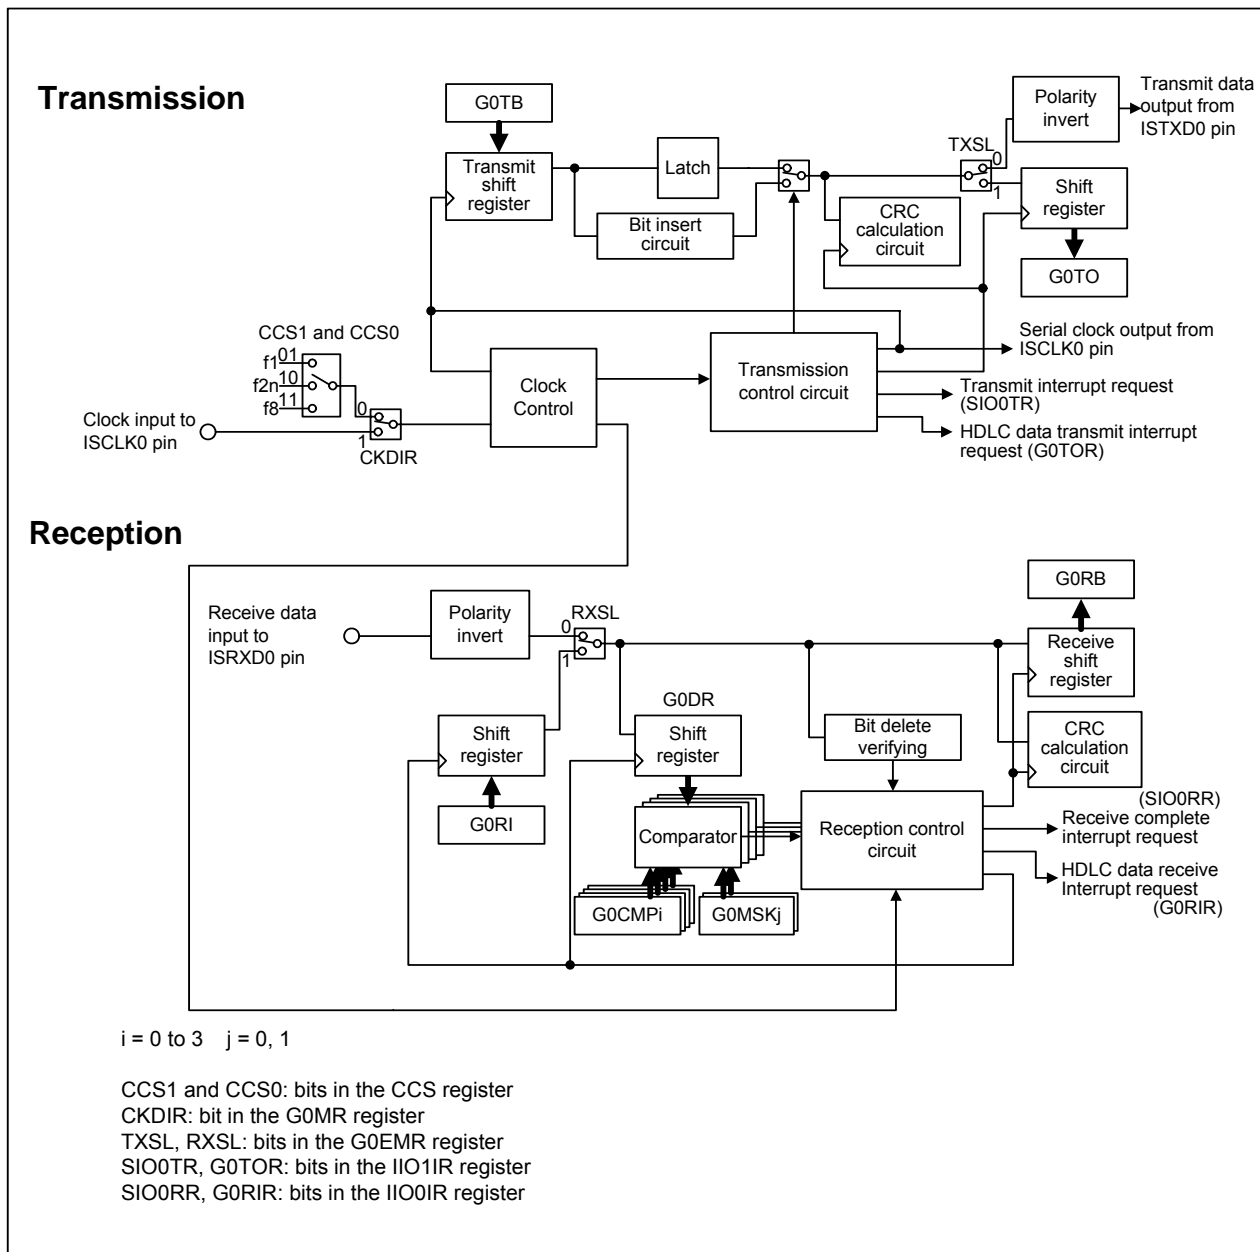 Transmission
G0TB
Transmit
shift
register
Latch
Bit insert
circuit
TXSL
0
1
Polarity
invert
Transmit data
output from
ISTXD0 pin
CRC
calculation
circuit
Shift
register
G0TO
CCS1 and CCS0
f1 01
f2n 10
f8 11
Clock input to
ISCLK0 pin
0
1
CKDIR
Clock
Control
Transmission
control circuit
Serial clock output from
ISCLK0 pin
Transmit interrupt request
(SIO0TR)
HDLC data transmit interrupt
request (G0TOR)
Reception
Receive data
input to
ISRXD0 pin
Polarity
invert
RXSL
0
1
G0RB
Receive
shift
register
Shift
register
G0RI
G0DR
Shift
register
Bit delete
verifying
CRC
calculation
circuit
Comparator
G0CMPi
G0MSKj
Reception control
circuit
(SIO0RR)
Receive complete
interrupt request
HDLC data receive
Interrupt request
(G0RIR)
i = 0 to 3 j = 0, 1
CCS1 and CCS0: bits in the CCS register
CKDIR: bit in the G0MR register
TXSL, RXSL: bits in the G0EMR register
SIO0TR, G0TOR: bits in the IIO1IR register
SIO0RR, G0RIR: bits in the IIO0IR register